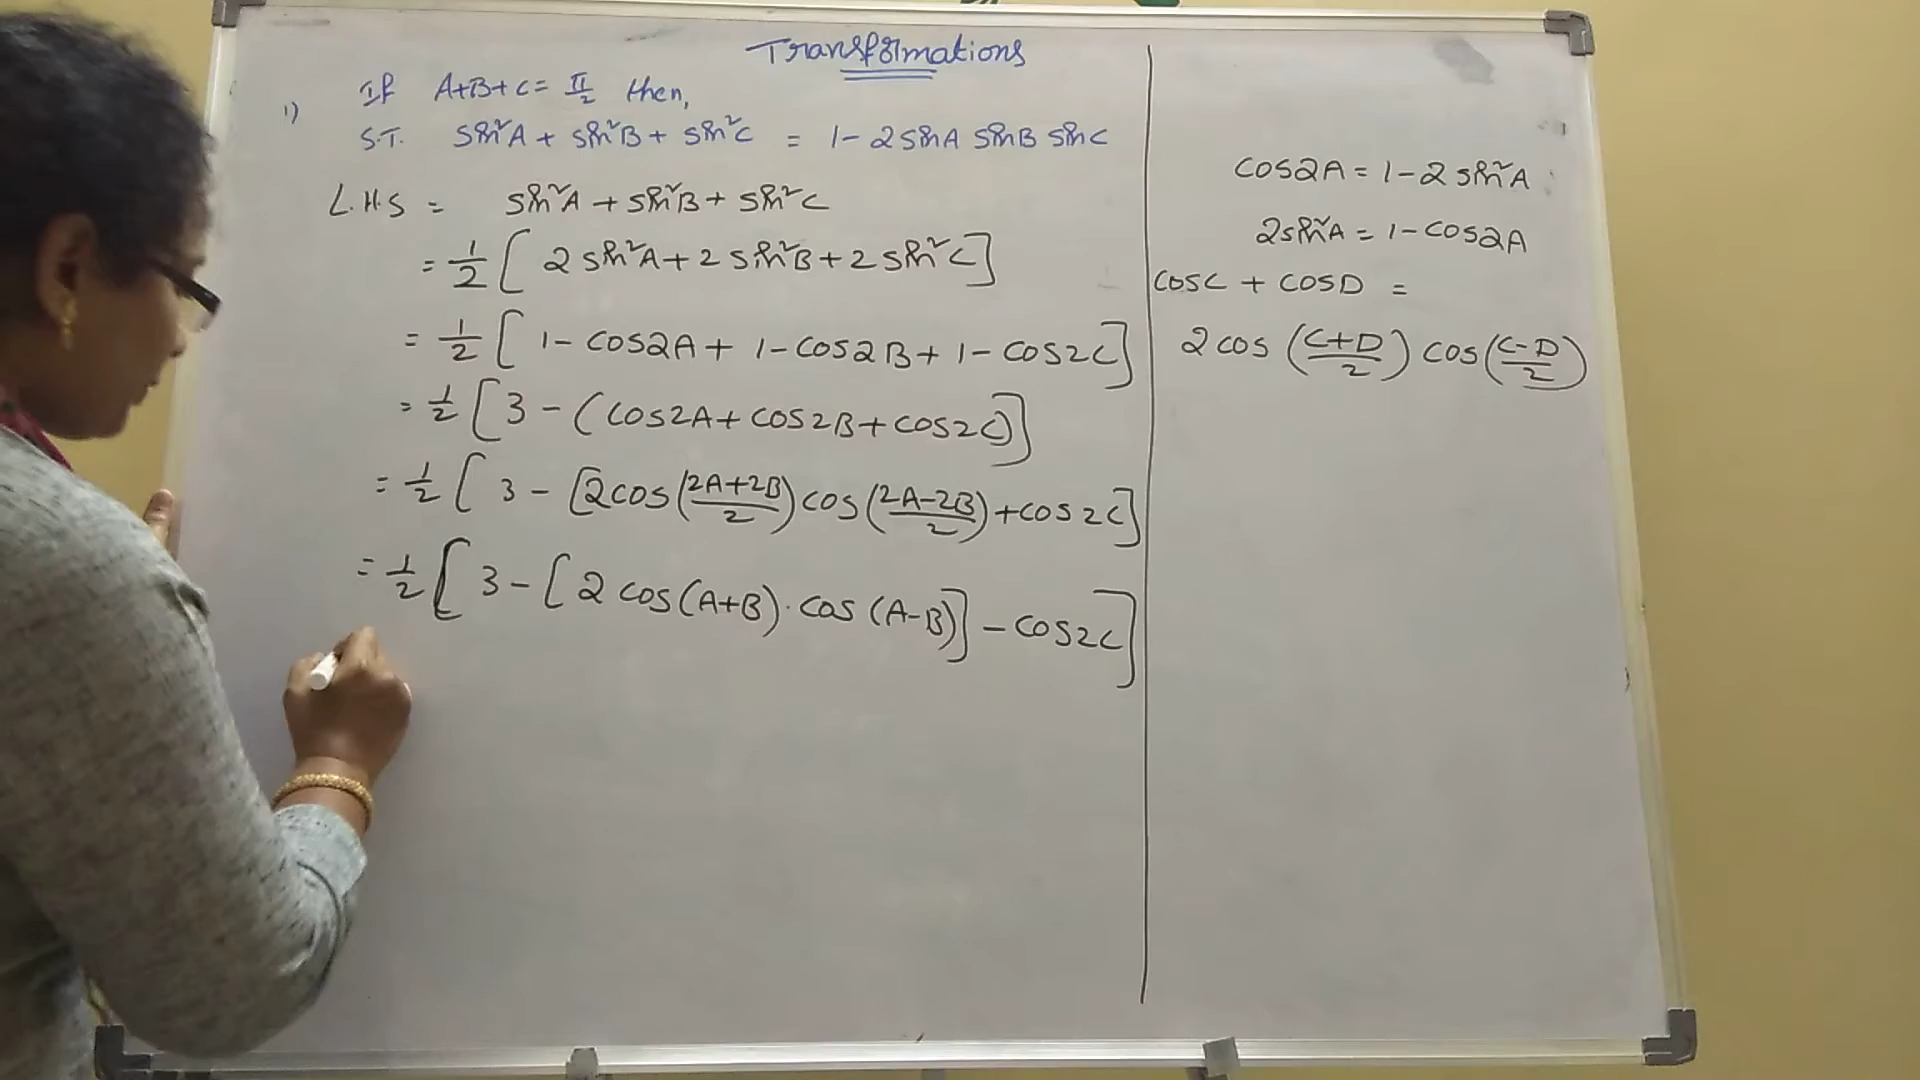 Transformations
1) If A+B+C = π/2 then,
S.T. sin²A + sin²B + sin²C = 1 - 2 sinA sinB sinC
L.H.S = sin²A + sin²B + sin²C
= 1/2 [ 2 sin²A + 2 sin²B + 2 sin²C ]
= 1/2 [ 1 - cos2A + 1 - cos2B + 1 - cos2C ]
= 1/2 [ 3 - (cos2A + cos2B + cos2C) ]
= 1/2 [ 3 - [ 2cos (2A+2B/2) cos (2A-2B/2) + cos2C ]
= 1/2 [ 3 - [ 2 cos(A+B) · cos(A-B) ] - cos2C ]
cos2A = 1 - 2 sin²A
2sin²A = 1 - cos2A
cosC + cosD =
2 cos (C+D/2) cos (C-D/2)